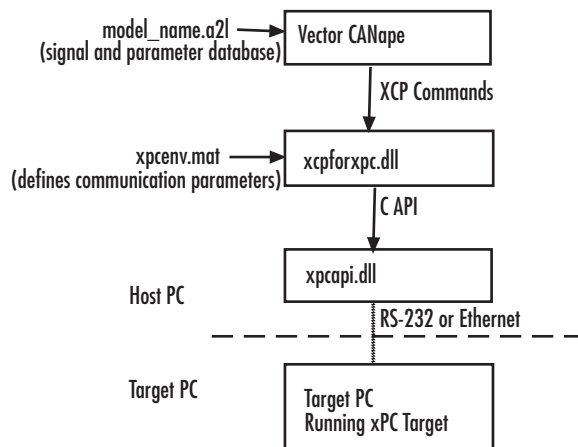 model_name.a2l
(signal and parameter database)
Vector CANape
XCP Commands
xpcenv.mat
(defines communication parameters)
xcpforxpc.dll
C API
xpcapi.dll
Host PC
RS-232 or Ethernet
Target PC
Target PC
Running xPC Target